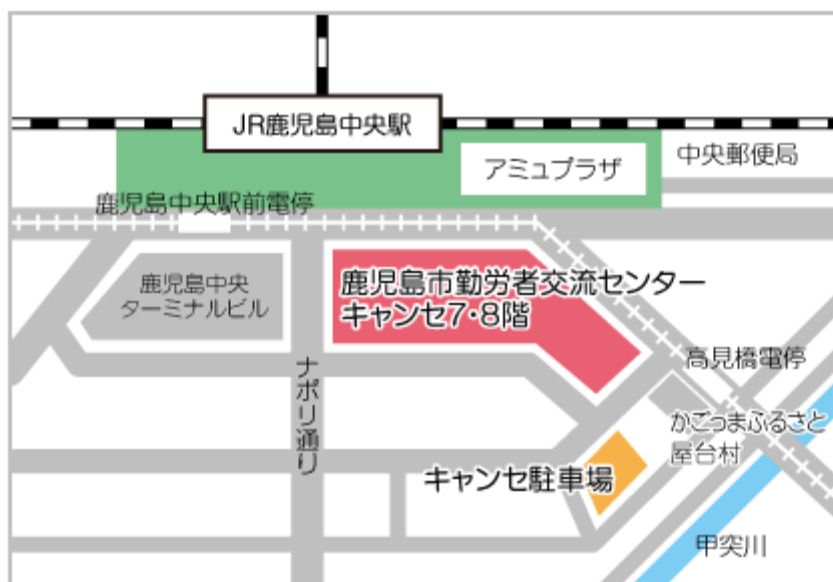 JR鹿児島中央駅
アミュプラザ
中央郵便局
鹿児島中央駅前電停
鹿児島中央
ターミナルビル
鹿児島市勤労者交流センター
キャンセ7・8階
高見橋電停
ナポリ通り
かごっまふるさと
屋台村
キャンセ駐車場
甲突川